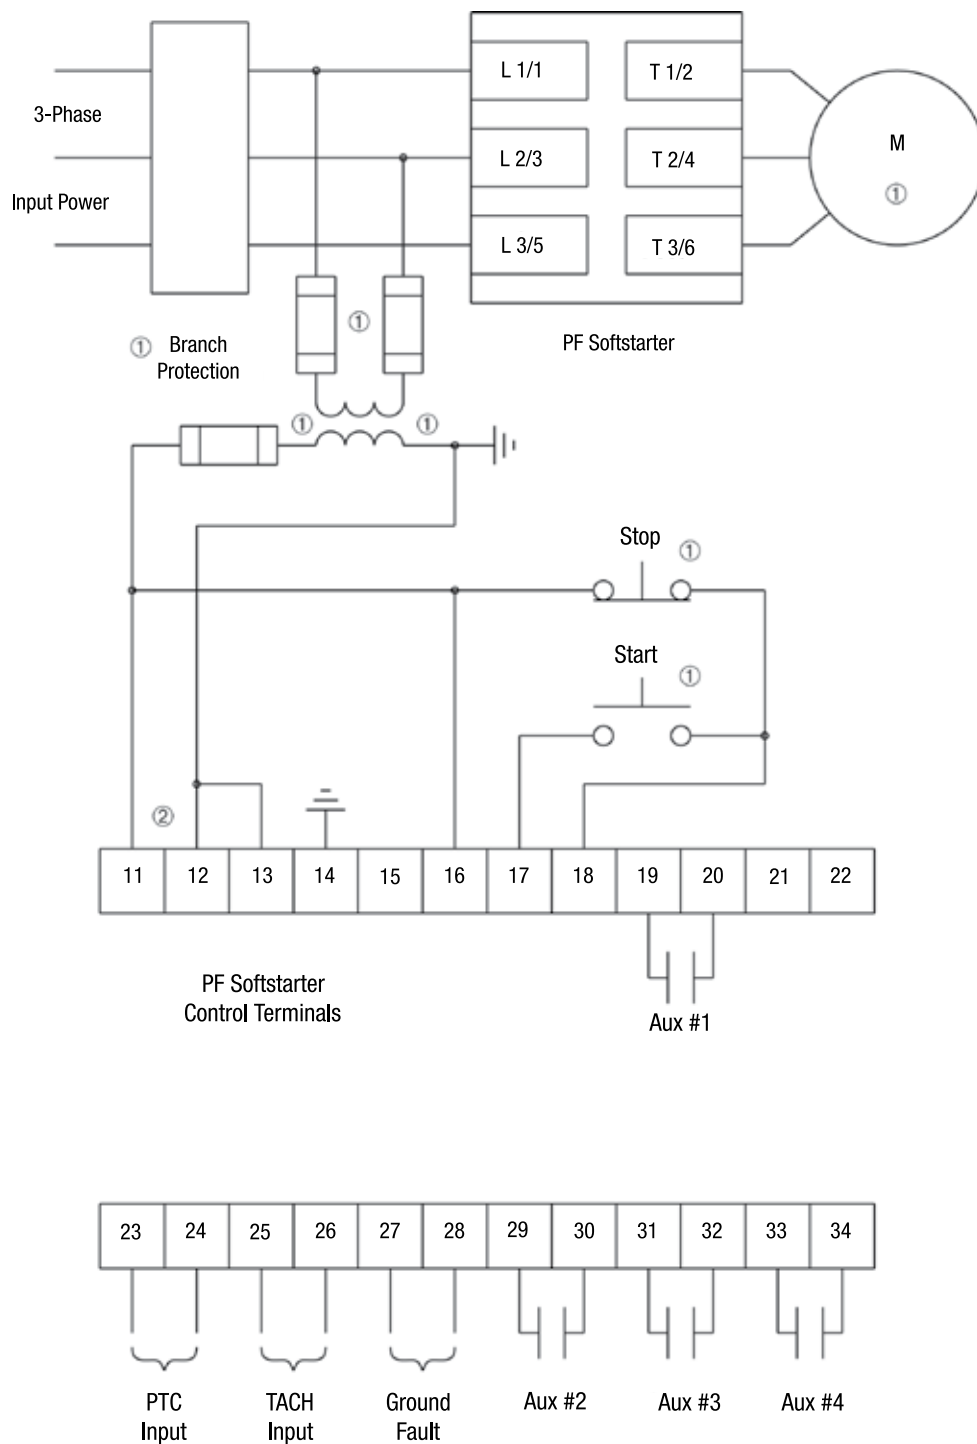 L 1/1 T 1/2
3-Phase
M
L 2/3 T 2/4
①
Input Power
L 3/5 T 3/6
①
① Branch
Protection
PF Softstarter
① ①
Stop ①
Start ①
②
11 12 13 14 15 16 17 18 19 20 21 22
PF Softstarter
Control Terminals
Aux #1
23 24 25 26 27 28 29 30 31 32 33 34
PTC
Input
TACH
Input
Ground
Fault
Aux #2 Aux #3 Aux #4